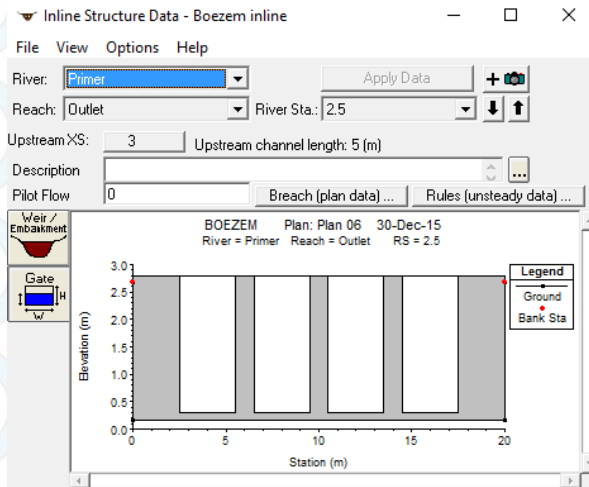 Inline Structure Data - Boezem inline
File View Options Help
River: Primer Apply Data
Reach: Outlet River Sta.: 2.5
Upstream XS: 3 Upstream channel length: 5 (m)
Description ...
Pilot Flow 0 Breach (plan data) ... Rules (unsteady data) ...
Weir / Embankment
Gate
H
W
BOEZEM Plan: Plan 06 30-Dec-15
River = Primer Reach = Outlet RS = 2.5
3.0
2.5
2.0
1.5
1.0
0.5
0.0
Elevation (m)
0 5 10 15 20
Station (m)
Legend
Ground
Bank Sta